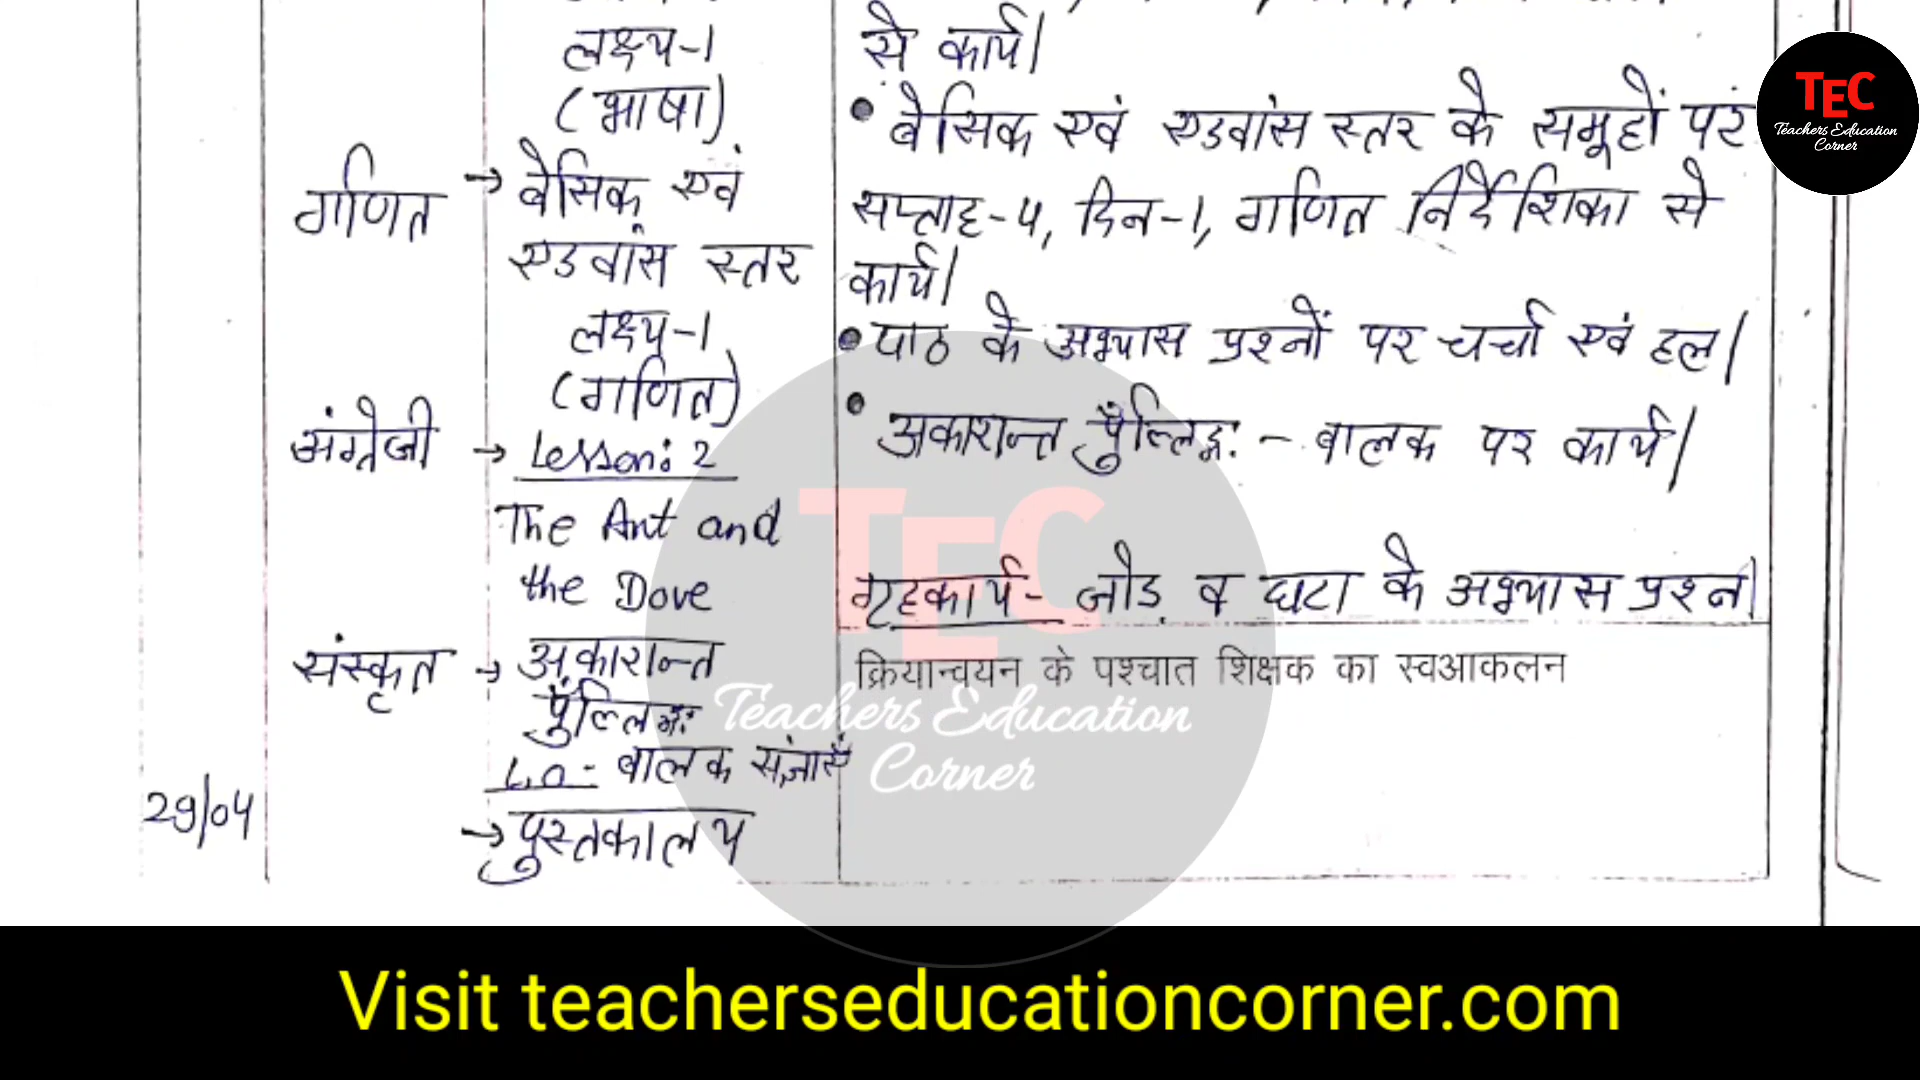 लक्ष्य-1
(भाषा)
गणित → बेसिक एवं
एडवांस स्तर
लक्ष्य-1
(गणित)
अंग्रेजी → Lesson: 2
The Ant and
the Dove
संस्कृत → अकारान्त
पुँल्लिङ्ग:
L.O - बालक संज्ञाएँ
29/04
→ पुस्तकालय
से कार्य।
• बेसिक एवं एडवांस स्तर के समूहों पर
सप्ताह-4, दिन-1, गणित निर्देशिका से
कार्य।
• पाठ के अभ्यास प्रश्नों पर चर्चा एवं हल।
• अकारान्त पुँल्लिङ्ग: - बालक पर कार्य।
गृहकार्य - जोड़ व घटा के अभ्यास प्रश्न।
क्रियान्वयन के पश्चात शिक्षक का स्वआकलन
TEC
Teachers Education
Corner
TEC
Teachers Education
Corner
Visit teacherseducationcorner.com